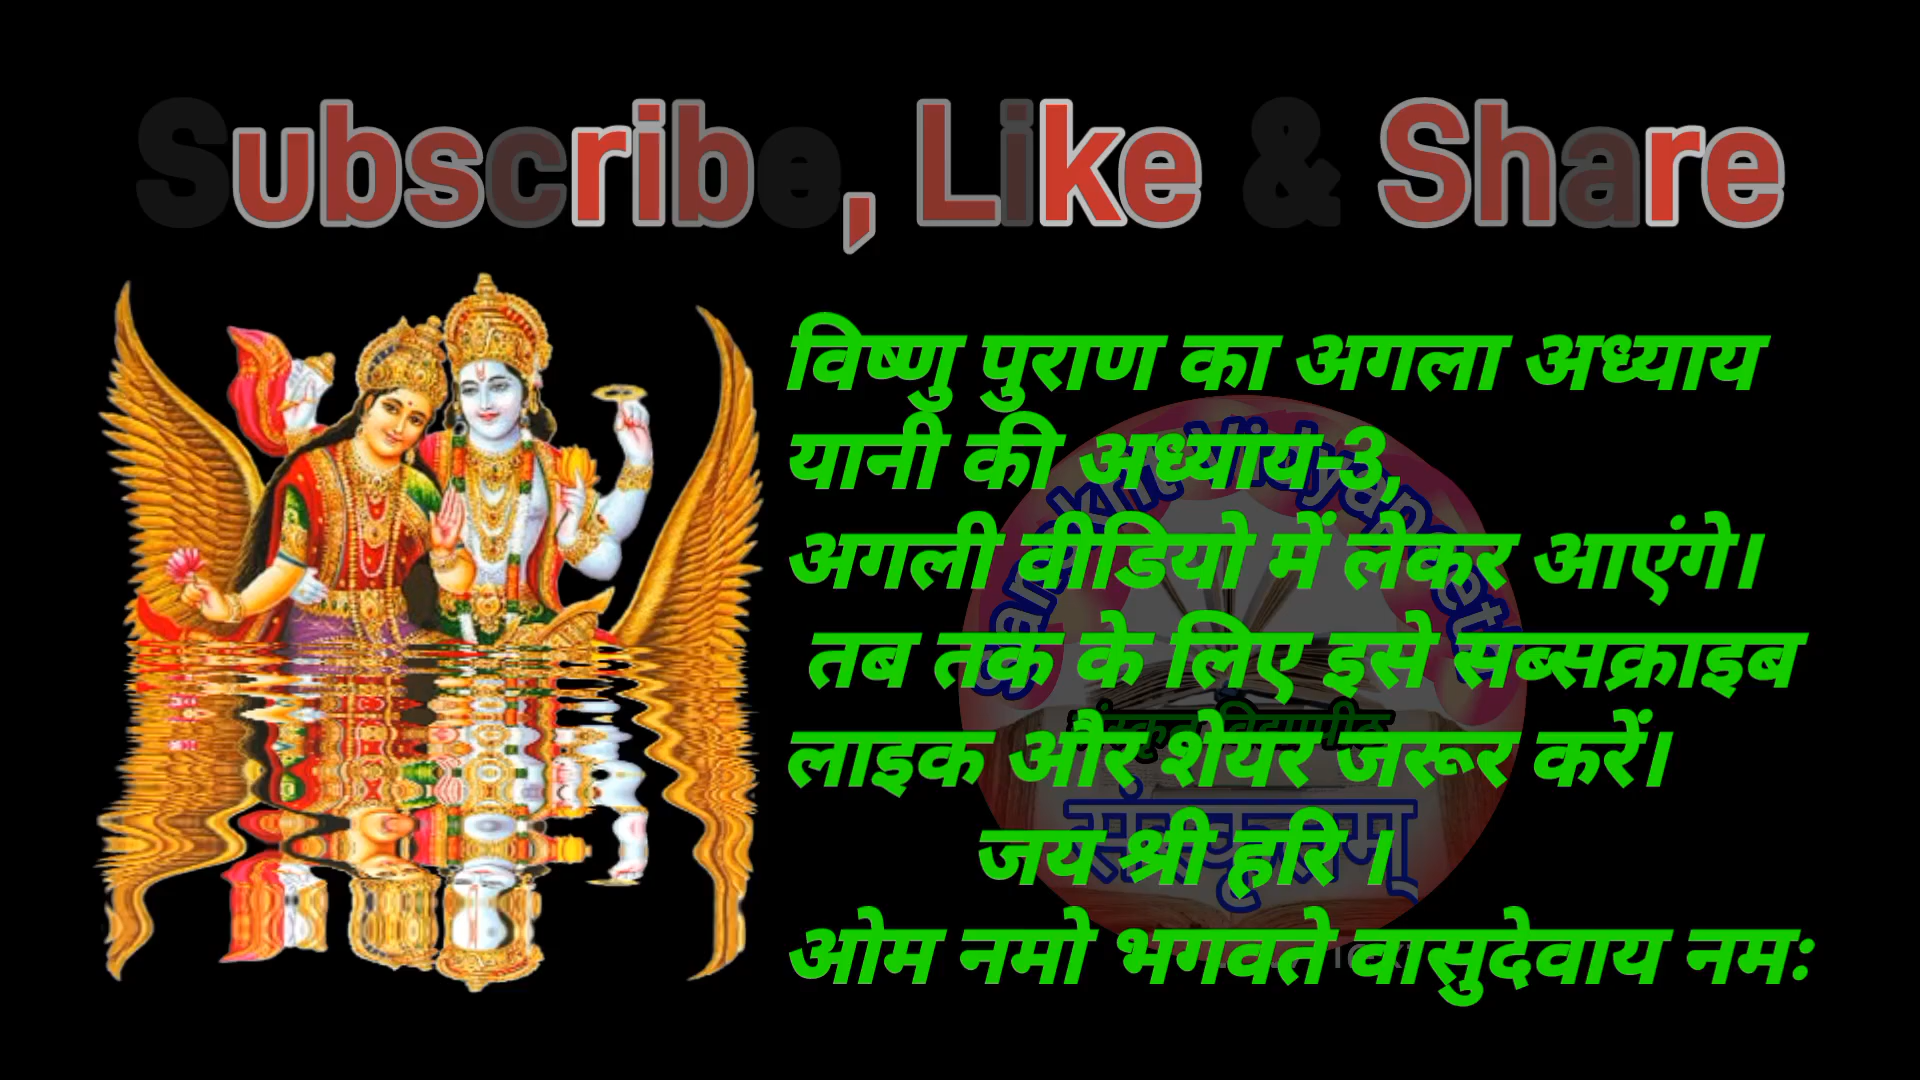 Subscribe, Like & Share
विष्णु पुराण का अगला अध्याय
यानी की अध्याय-3,
अगली वीडियो में लेकर आएंगे।
तब तक के लिए इसे सब्सक्राइब
लाइक और शेयर जरूर करें।
जय श्री हरि ।
ओम नमो भगवते वासुदेवाय नमः
संस्कृत विद्यापीठ
संस्कृतम्